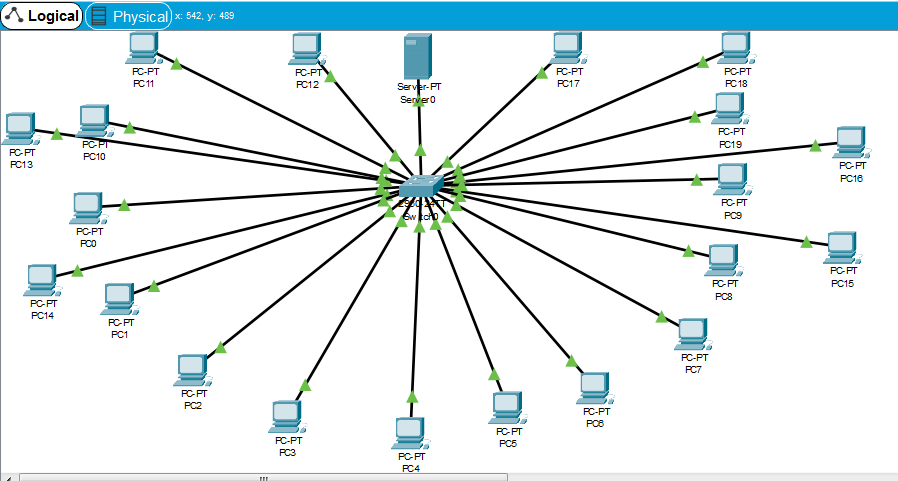 Logical
Physical
x: 542, y: 489
PC-PT
PC11
PC-PT
PC12
Server-PT
Server0
PC-PT
PC17
PC-PT
PC18
PC-PT
PC13
PC-PT
PC10
PC-PT
PC19
PC-PT
PC16
PC-PT
PC9
2960-24TT
Switch0
PC-PT
PC0
PC-PT
PC14
PC-PT
PC1
PC-PT
PC15
PC-PT
PC8
PC-PT
PC7
PC-PT
PC2
PC-PT
PC3
PC-PT
PC4
PC-PT
PC5
PC-PT
PC6